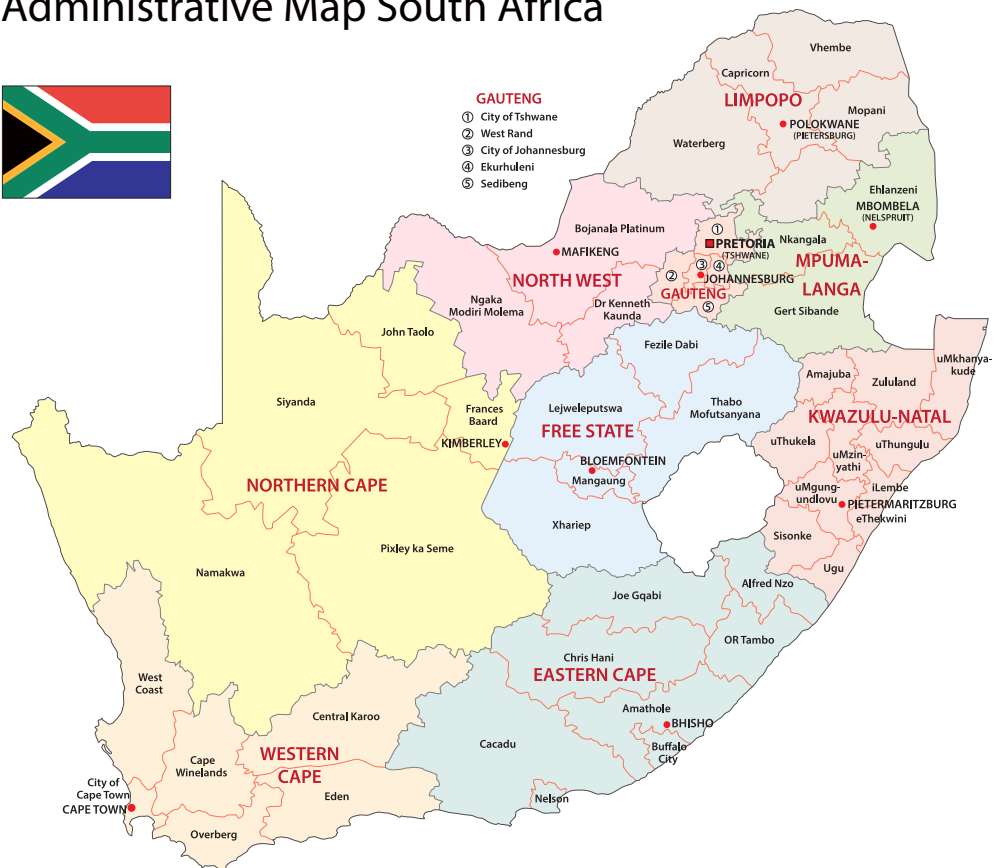 Administrative Map South Africa
GAUTENG
① City of Tshwane
② West Rand
③ City of Johannesburg
④ Ekurhuleni
⑤ Sedibeng
Vhembe
Capricorn
LIMPOPO
Mopani
POLOKWANE
(PIETERSBURG)
Waterberg
Ehlanzeni
MBOMBELA
(NELSPRUIT)
Bojanala Platinum
①
PRETORIA
(TSHWANE)
Nkangala
MAFIKENG
MPUMA-
LANGA
NORTH WEST
②
③
④
JOHANNESBURG
GAUTENG
⑤
Ngaka
Modiri Molema
Dr Kenneth
Kaunda
Gert Sibande
John Taolo
Fezile Dabi
uMkhanya-
kude
Amajuba
Zululand
Siyanda
Frances
Baard
Lejweleputswa
Thabo
Mofutsanyana
KWAZULU-NATAL
FREE STATE
KIMBERLEY
uThukela
uThungulu
uMzin-
yathi
BLOEMFONTEIN
Mangaung
NORTHERN CAPE
uMgung-
undlovu
iLembe
PIETERMARITZBURG
eThekwini
Xhariep
Sisonke
Pixley ka Seme
Ugu
Namakwa
Alfred Nzo
Joe Gqabi
OR Tambo
Chris Hani
EASTERN CAPE
West
Coast
Amathole
BHISHO
Central Karoo
Cacadu
Buffalo
City
WESTERN
CAPE
Cape
Winelands
City of
Cape Town
CAPE TOWN
Eden
Nelson
Overberg